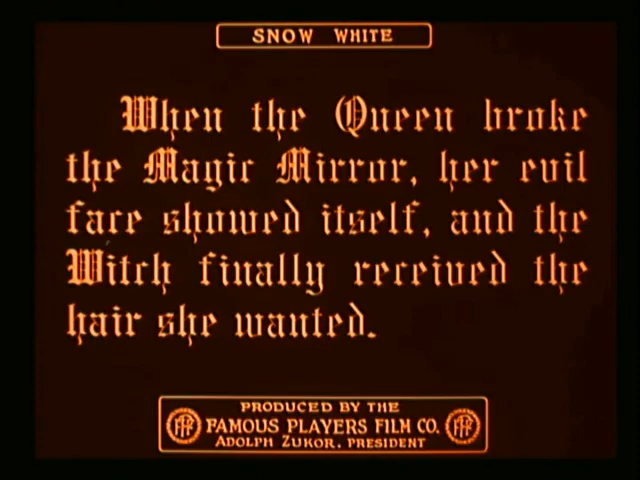 SNOW WHITE
When the Queen broke
the Magic Mirror, her evil
face showed itself, and the
Witch finally received the
hair she wanted.
PRODUCED BY THE
FAMOUS PLAYERS FILM CO.
ADOLPH ZUKOR, PRESIDENT